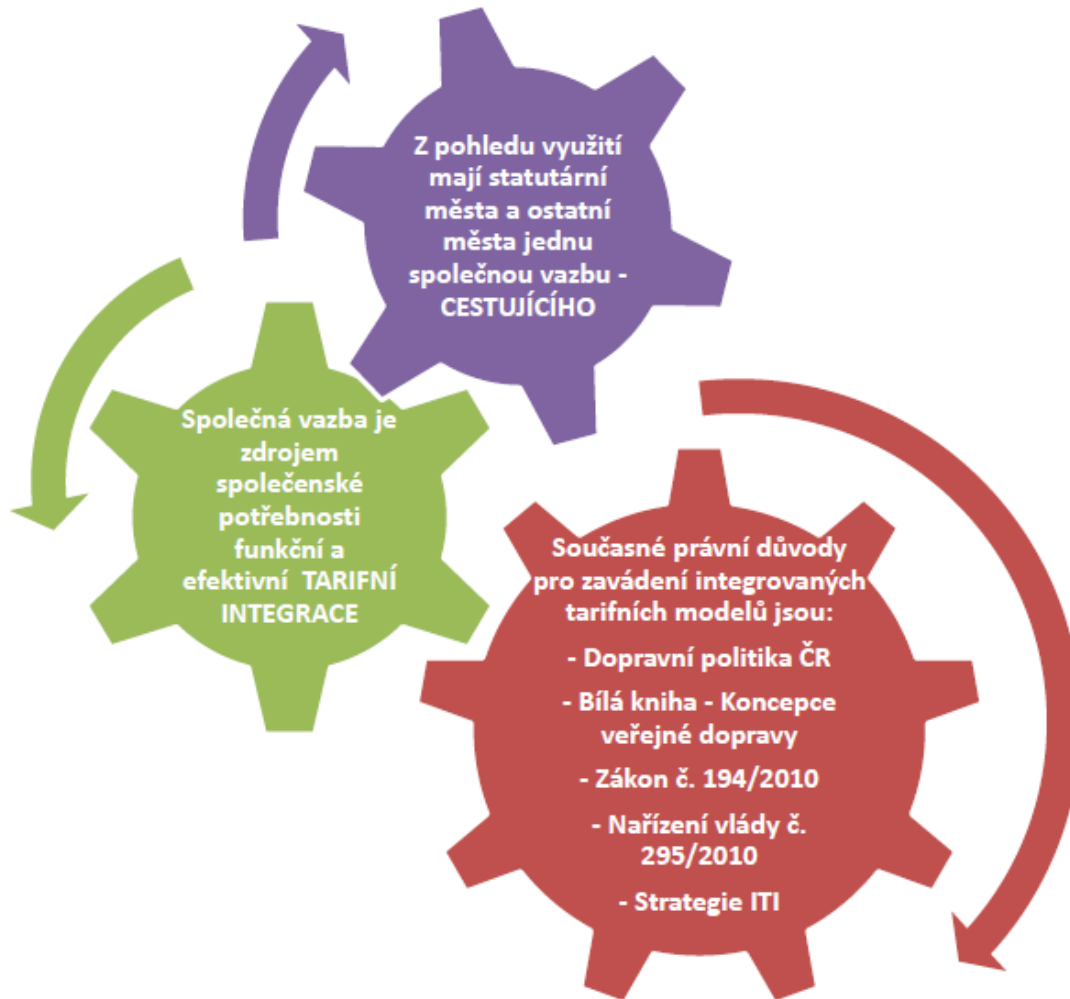 Z pohledu využití
mají statutární
města a ostatní
města jednu
společnou vazbu -
CESTUJÍCÍHO
Společná vazba je
zdrojem
společenské
potřebnosti
funkční a
efektivní  TARIFNÍ
INTEGRACE
Současné právní důvody
pro zavádení integrovaných
tarifních modelů jsou:
- Dopravní politika ČR
- Bílá kniha - Koncepce
veřejné dopravy
- Zákon č. 194/2010
- Nařízení vlády č.
295/2010
- Strategie ITI